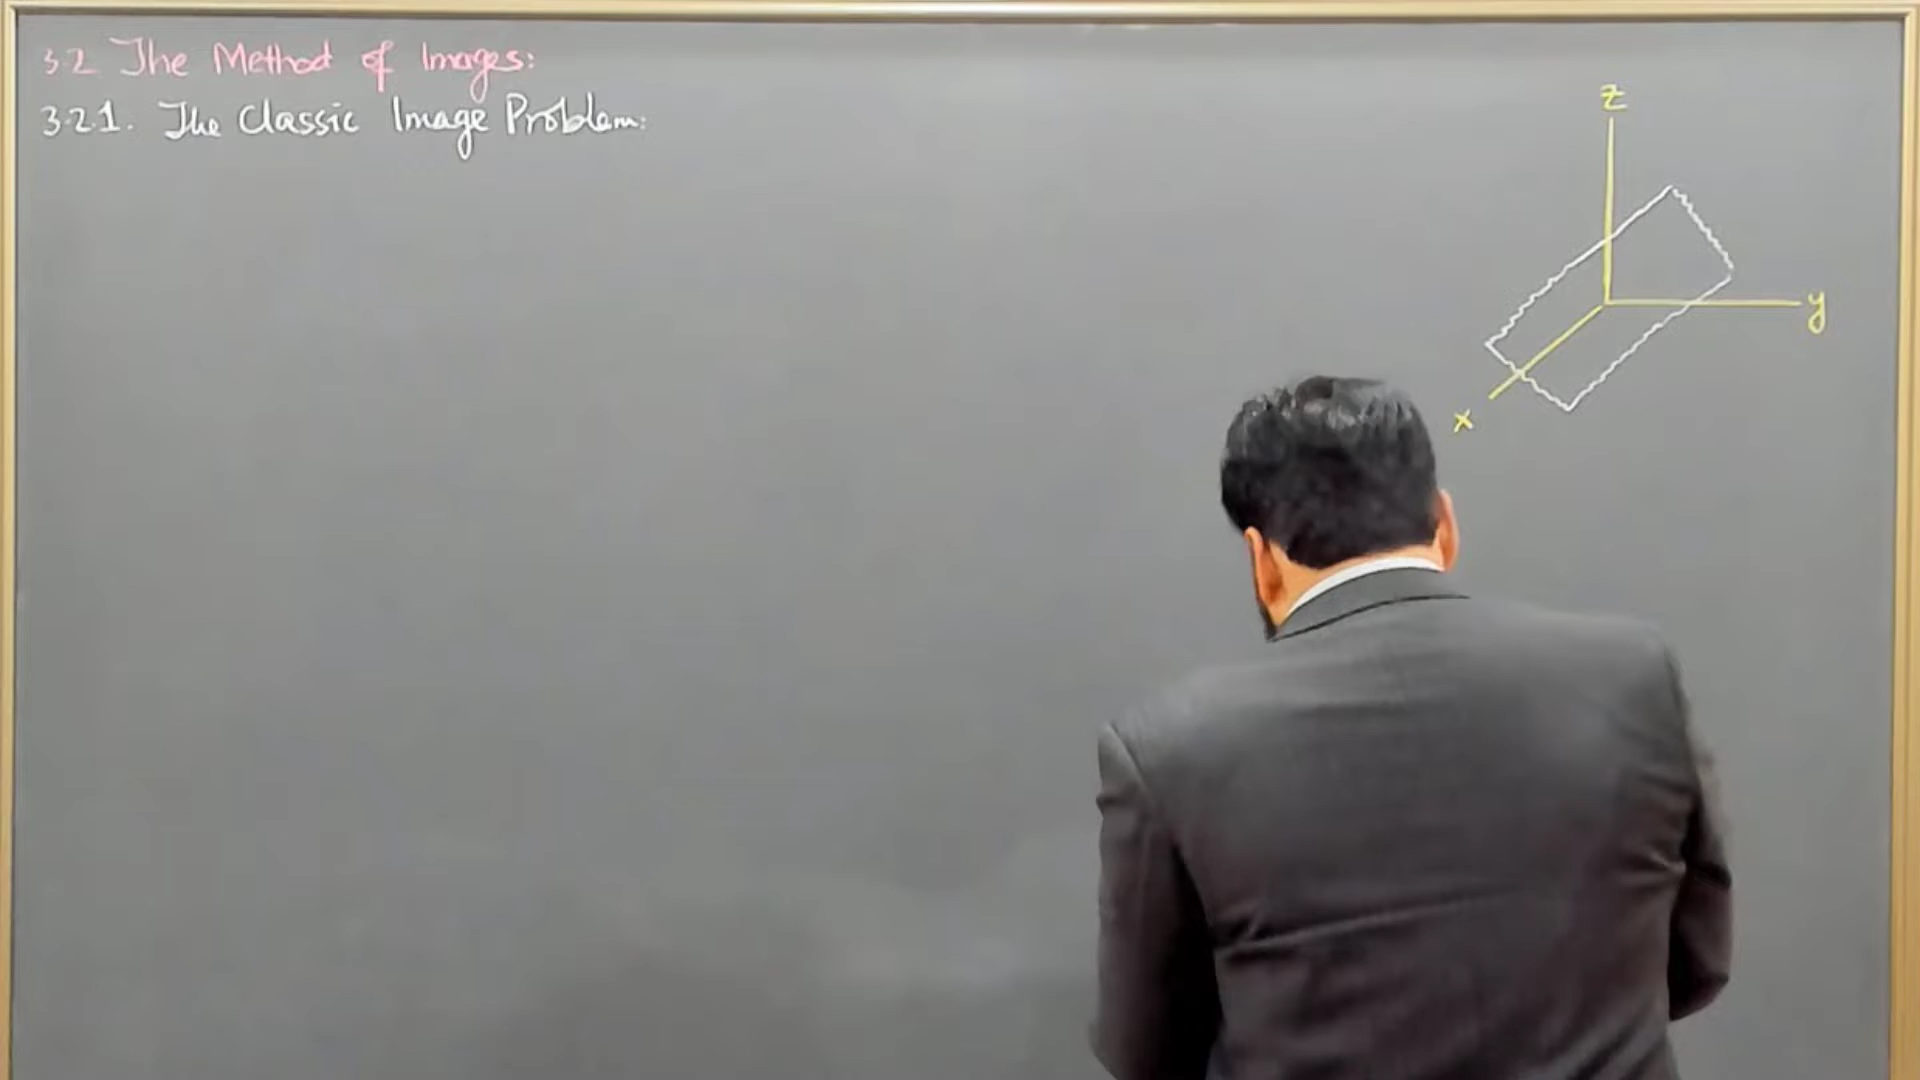 3.2 The Method of Images:
3.2.1. The Classic Image Problem:
z
y
x